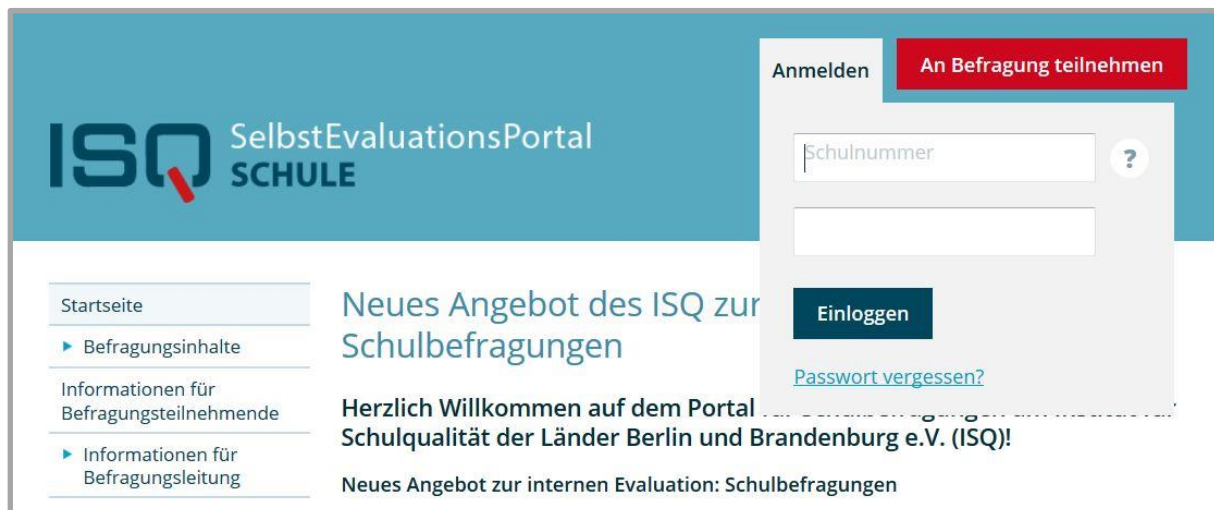 Anmelden
An Befragung teilnehmen
ISQ
SelbstEvaluationsPortal
SCHULE
Schulnummer
?
Einloggen
Passwort vergessen?
Startseite
Befragungsinhalte
Informationen für
Befragungsteilnehmende
Informationen für
Befragungsleitung
Neues Angebot des ISQ zur
Schulbefragungen
Herzlich Willkommen auf dem Portal
Schulqualität der Länder Berlin und Brandenburg e.V. (ISQ)!
Neues Angebot zur internen Evaluation: Schulbefragungen